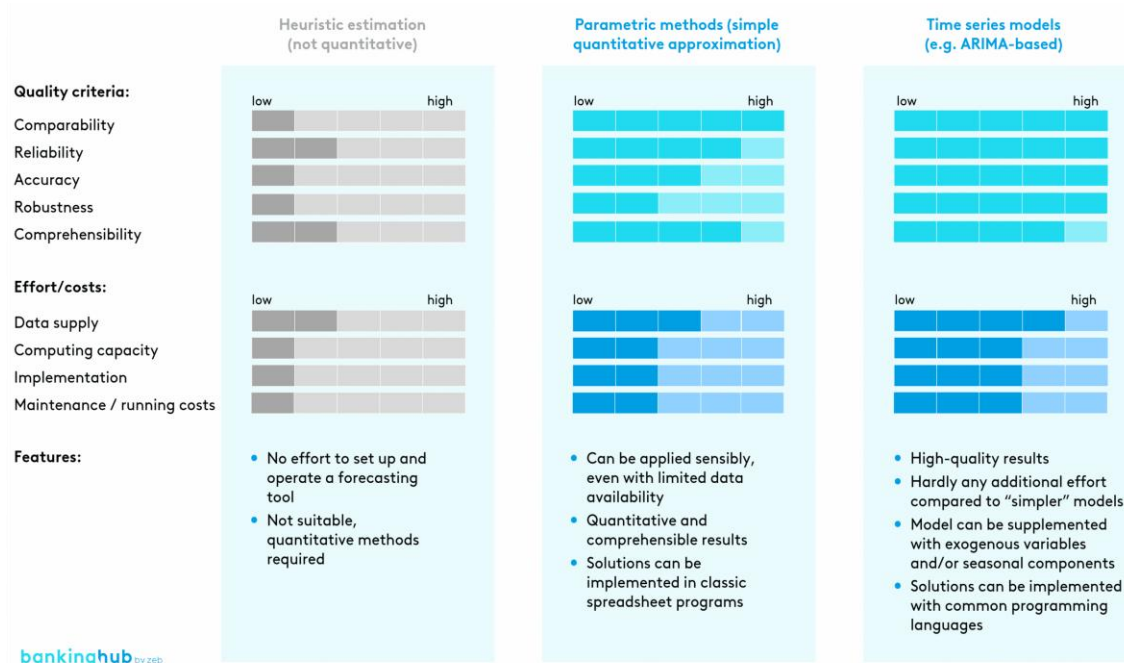 Heuristic estimation
(not quantitative)
Parametric methods (simple
quantitative approximation)
Time series models
(e.g. ARIMA-based)
Quality criteria:
low high
low high
low high
Comparability
Reliability
Accuracy
Robustness
Comprehensibility
Effort/costs:
low high
low high
low high
Data supply
Computing capacity
Implementation
Maintenance / running costs
Features:
• No effort to set up and
operate a forecasting
tool
• Not suitable,
quantitative methods
required
• Can be applied sensibly,
even with limited data
availability
• Quantitative and
comprehensible results
• Solutions can be
implemented in classic
spreadsheet programs
• High-quality results
• Hardly any additional effort
compared to “simpler” models
• Model can be supplemented
with exogenous variables
and/or seasonal components
• Solutions can be implemented
with common programming
languages
bankinghub by zeb